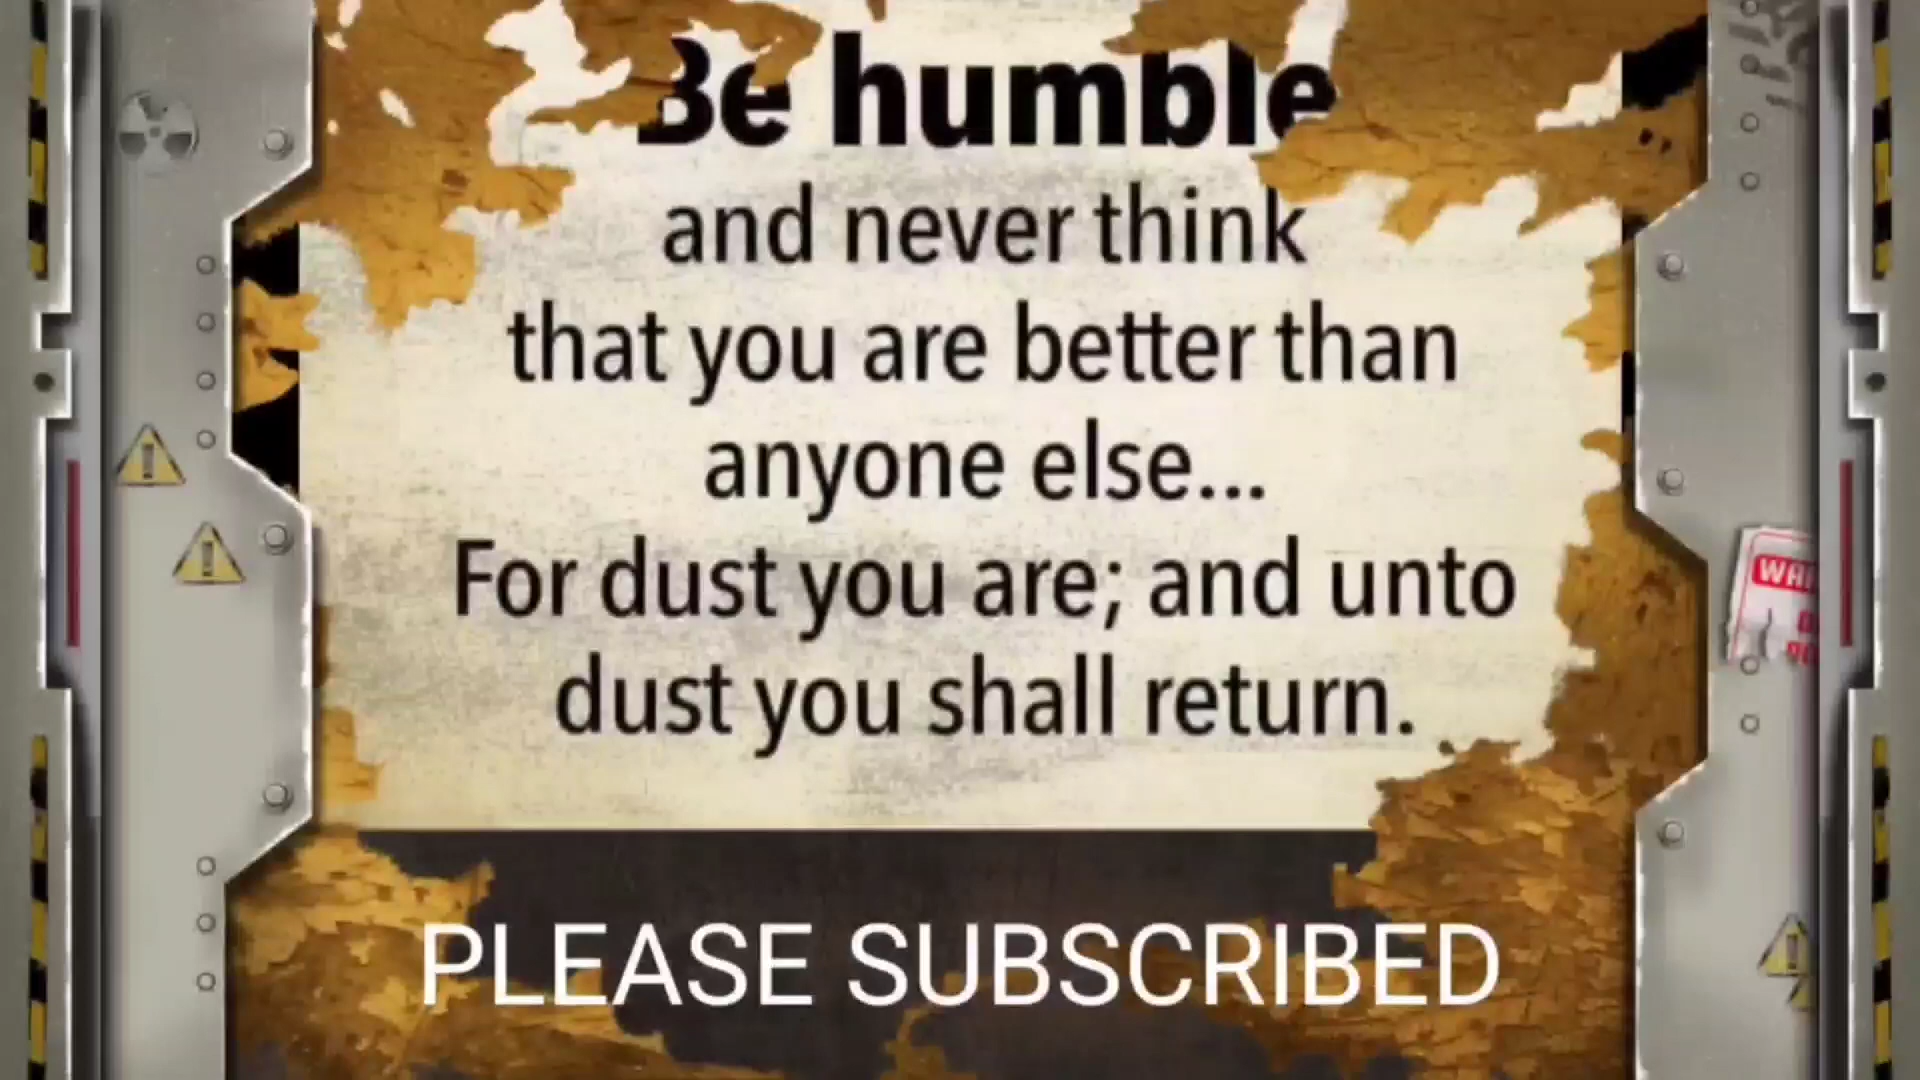 Be humble
and never think
that you are better than
anyone else...
For dust you are; and unto
dust you shall return.
PLEASE SUBSCRIBED